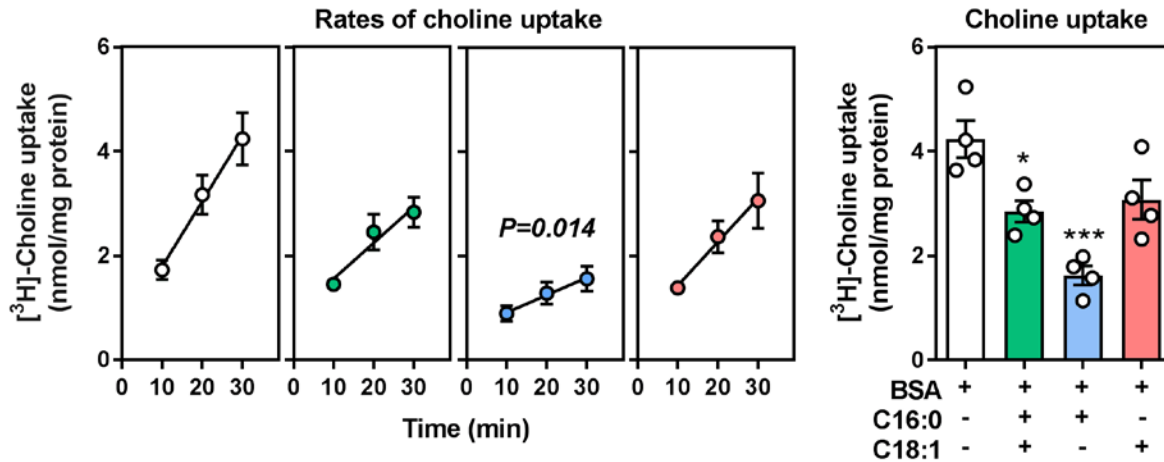 Rates of choline uptake
[³H]-Choline uptake
(nmol/mg protein)
6
4
2
0
P=0.014
0 10 20 30 0 10 20 30 0 10 20 30 0 10 20 30
Time (min)
Choline uptake
[³H]-Choline uptake
(nmol/mg protein)
6
4
2
0
*
***
BSA + + + +
C16:0 - + + -
C18:1 - + - +